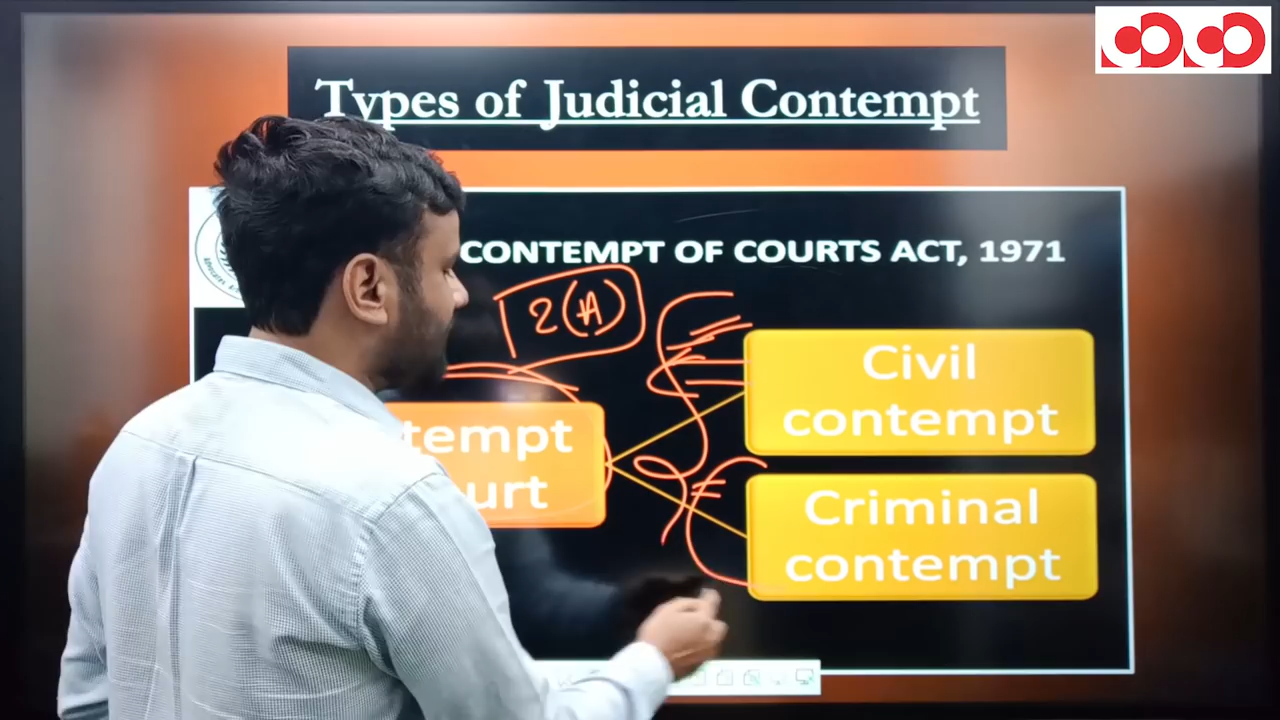 Types of Judicial Contempt
CONTEMPT OF COURTS ACT, 1971
2(A)
Civil
contempt
tempt
urt
Criminal
contempt